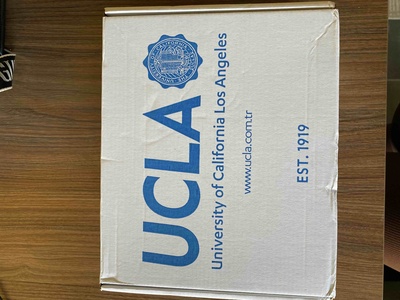 UCLA
University of California Los Angeles
www.ucla.com.tr
EST. 1919